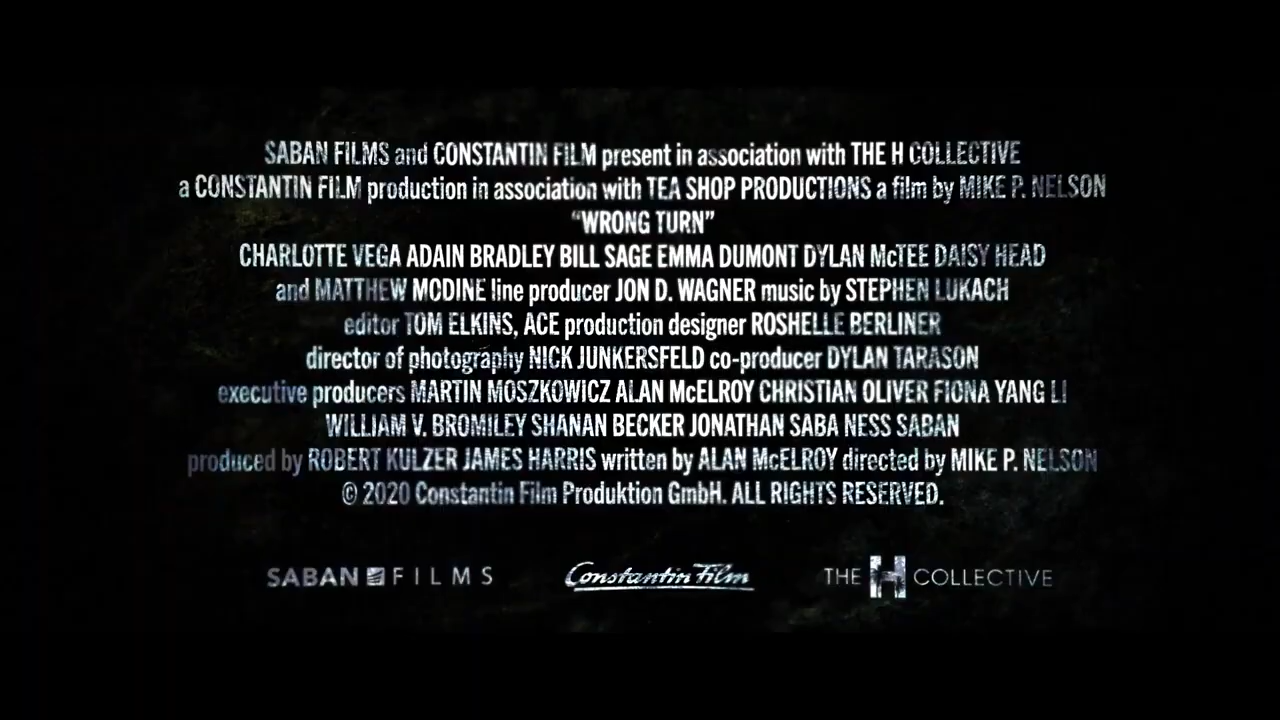 SABAN FILMS and CONSTANTIN FILM present in association with THE H COLLECTIVE
a CONSTANTIN FILM production in association with TEA SHOP PRODUCTIONS a film by MIKE P. NELSON
“WRONG TURN”
CHARLOTTE VEGA ADAIN BRADLEY BILL SAGE EMMA DUMONT DYLAN McTEE DAISY HEAD
and MATTHEW MODINE line producer JON D. WAGNER music by STEPHEN LUKACH
editor TOM ELKINS, ACE production designer ROSHELLE BERLINER
director of photography NICK JUNKERSFELD co-producer DYLAN TARASON
executive producers MARTIN MOSZKOWICZ ALAN McELROY CHRISTIAN OLIVER FIONA YANG LI
WILLIAM V. BROMILEY SHANAN BECKER JONATHAN SABA NESS SABAN
produced by ROBERT KULZER JAMES HARRIS written by ALAN McELROY directed by MIKE P. NELSON
© 2020 Constantin Film Produktion GmbH. ALL RIGHTS RESERVED.
SABAN FILMS Constantin Film THE H COLLECTIVE